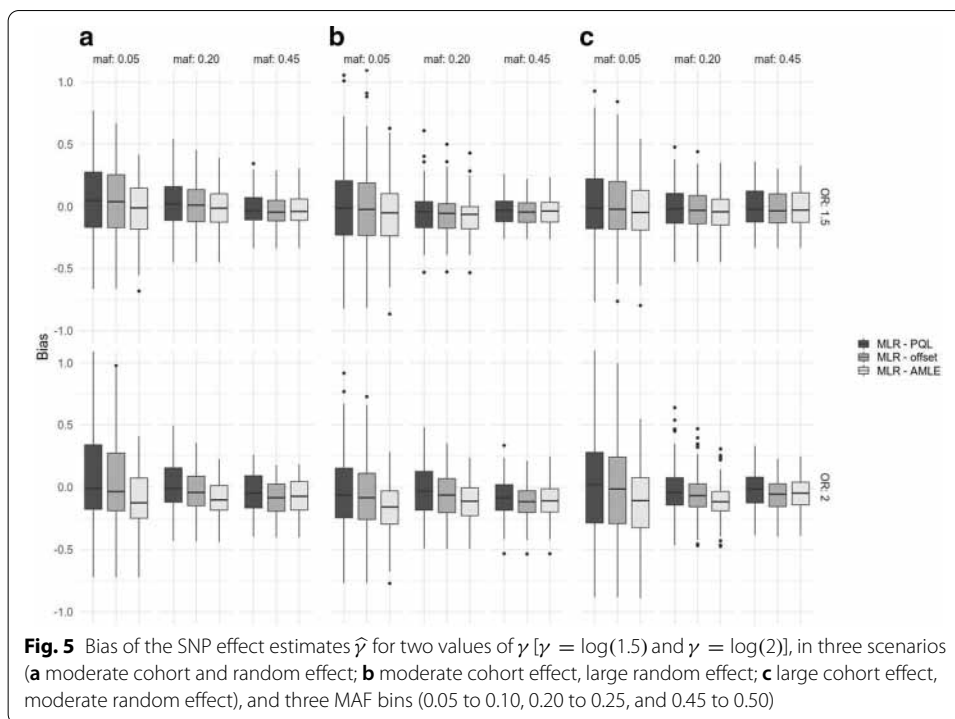 a b c
maf: 0.05 maf: 0.20 maf: 0.45 maf: 0.05 maf: 0.20 maf: 0.45 maf: 0.05 maf: 0.20 maf: 0.45
1.0
0.5
0.0
-0.5
-1.0
OR: 1.5
Bias
1.0
0.5
0.0
-0.5
-1.0
OR: 2
MLR - PQL
MLR - offset
MLR - AMLE
Fig. 5 Bias of the SNP effect estimates γ̂ for two values of γ [γ = log(1.5) and γ = log(2)], in three scenarios
(a moderate cohort and random effect; b moderate cohort effect, large random effect; c large cohort effect,
moderate random effect), and three MAF bins (0.05 to 0.10, 0.20 to 0.25, and 0.45 to 0.50)